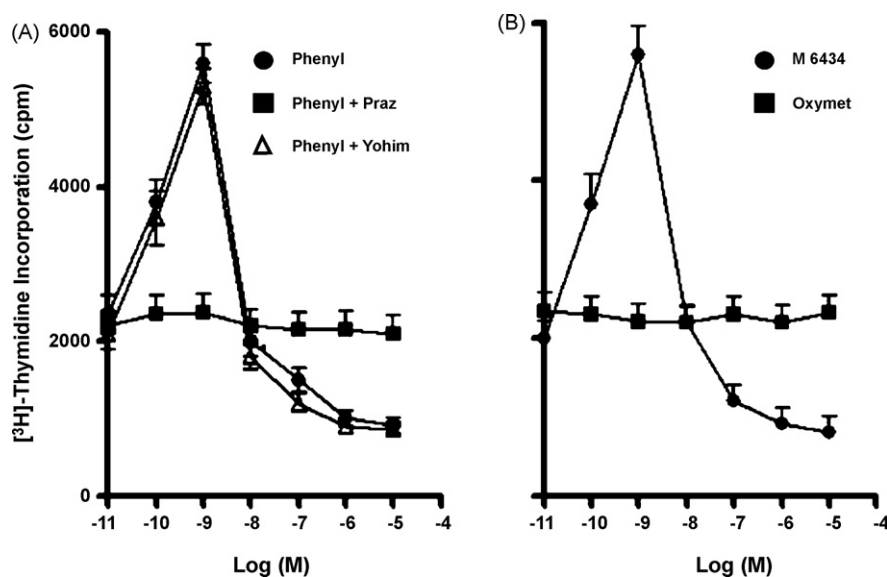 (A)
[³H]-Thymidine Incorporation (cpm)
6000
4000
2000
0
Phenyl
Phenyl + Praz
Phenyl + Yohim
-11 -10 -9 -8 -7 -6 -5 -4
Log (M)
(B)
M 6434
Oxymet
-11 -10 -9 -8 -7 -6 -5 -4
Log (M)